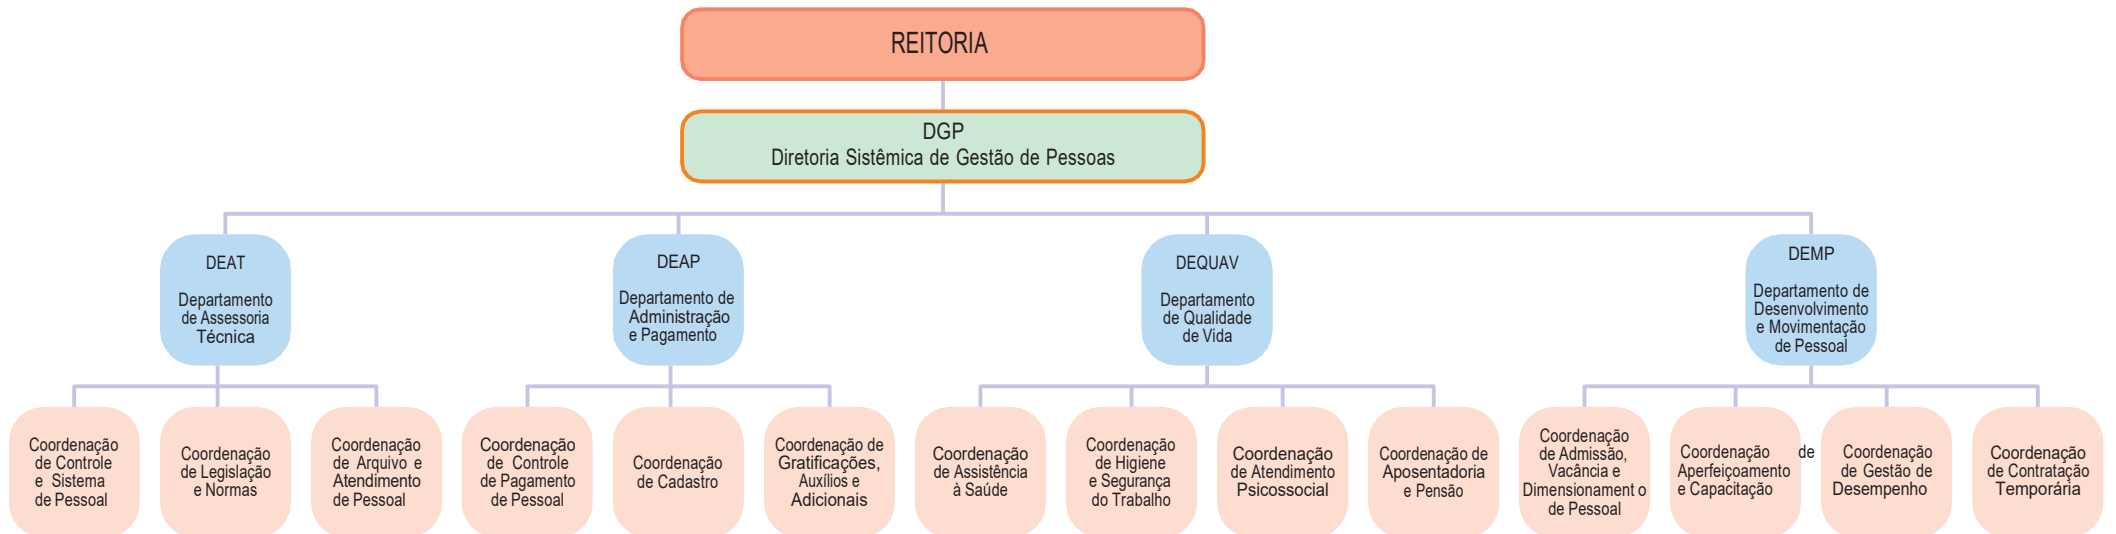 REITORIA
DGP
Diretoria Sistêmica de Gestão de Pessoas
DEAT
Departamento
de Assessoria
Técnica
DEAP
Departamento de
Administração
e Pagamento
DEQUAV
Departamento
de Qualidade
de Vida
DEMP
Departamento de
Desenvolvimento
e Movimentação
de Pessoal
Coordenação
de Controle
e Sistema
de Pessoal
Coordenação
de Legislação
e Normas
Coordenação
de Arquivo e
Atendimento
de Pessoal
Coordenação
de Controle
de Pagamento
de Pessoal
Coordenação
de Cadastro
Coordenação de
Gratificações,
Auxílios e
Adicionais
Coordenação
de Assistência
à Saúde
Coordenação
de Higiene
e Segurança
do Trabalho
Coordenação
de Atendimento
Psicossocial
Coordenação de
Aposentadoria
e Pensão
Coordenação
de Admissão,
Vacância e
Dimensionament o
de Pessoal
Coordenação de
Aperfeiçoamento
e Capacitação
Coordenação
de Gestão de
Desempenho
Coordenação
de Contratação
Temporária